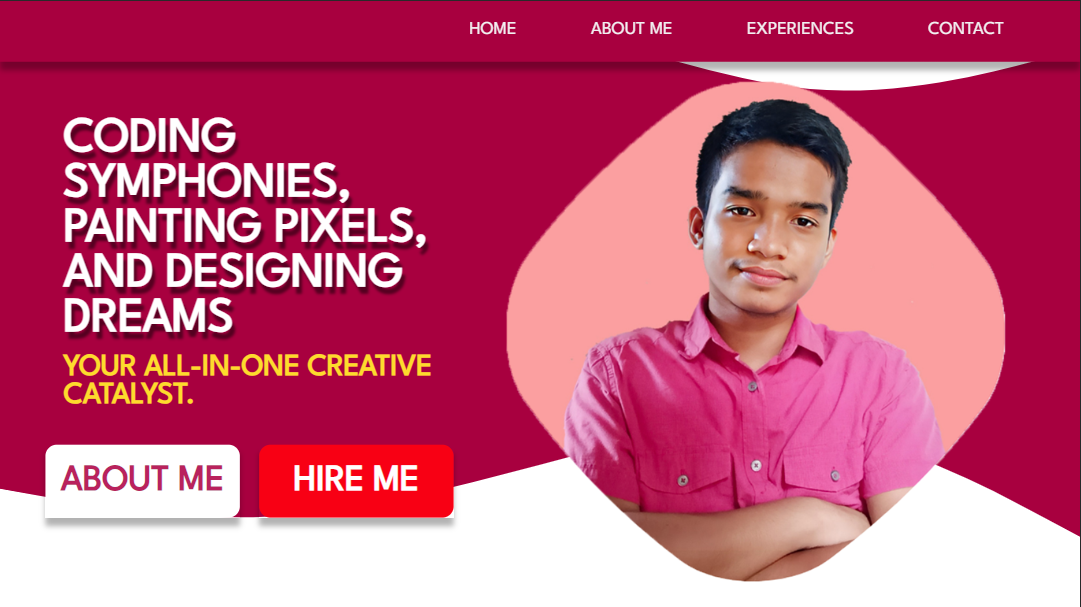 HOME ABOUT ME EXPERIENCES CONTACT
CODING
SYMPHONIES,
PAINTING PIXELS,
AND DESIGNING
DREAMS
YOUR ALL-IN-ONE CREATIVE
CATALYST.
ABOUT ME HIRE ME